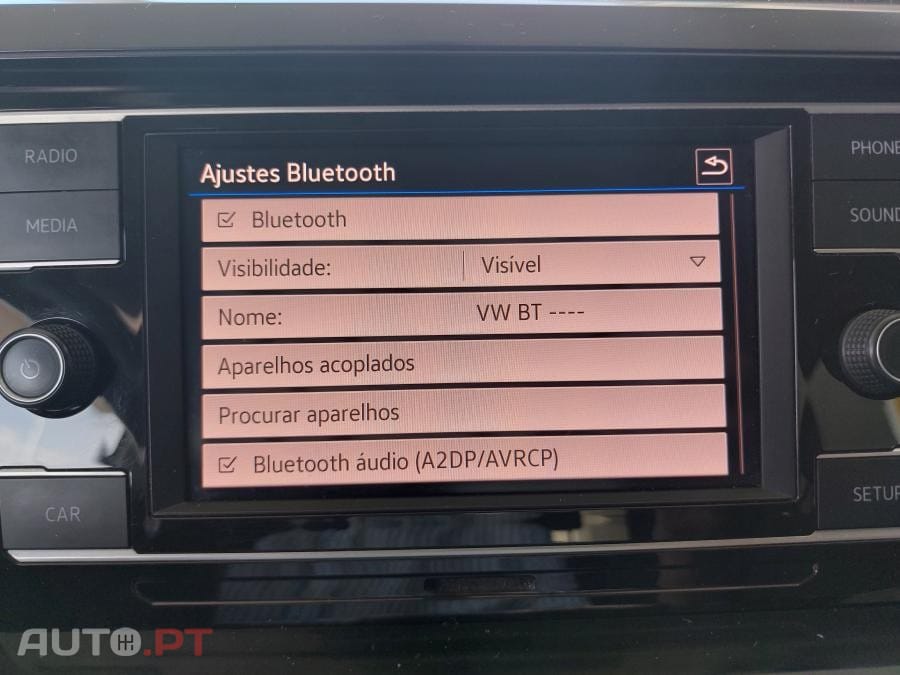 RADIO
MEDIA
CAR
Ajustes Bluetooth
Bluetooth
Visibilidade: Visível
Nome: VW BT ----
Aparelhos acoplados
Procurar aparelhos
Bluetooth áudio (A2DP/AVRCP)
PHONE
SOUND
SETUP
AUTO.PT